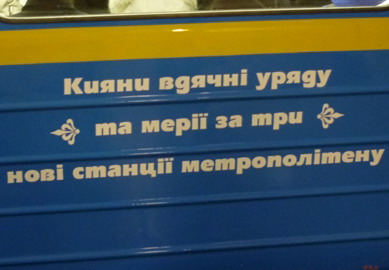 Кияни вдячні уряду
та мерії за три
нові станції метрополітену